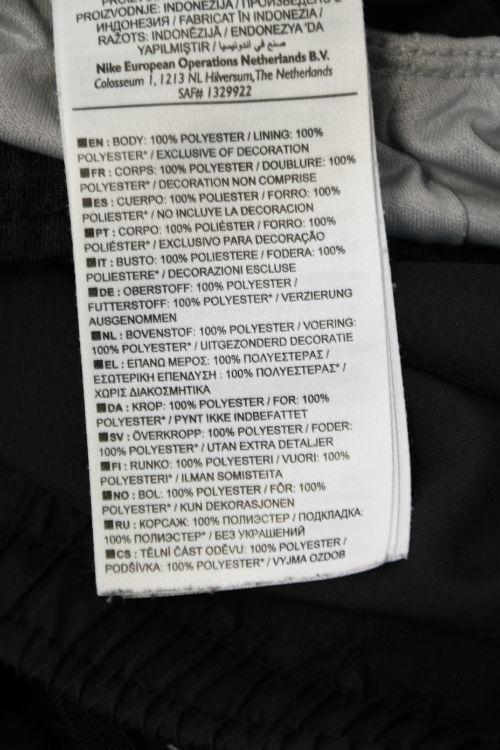 PROIZVODNJE: INDONEZIJA / ПРОИЗВЕДЕНО В
ИНДОНЕЗИЯ / FABRICAT ÎN INDONEZIA /
RAŽOTS: INDONĒZIJĀ / ENDONEZYA'DA
YAPILMIŞTIR / صنع في اندونيسيا
Nike European Operations Netherlands B.V.
Colosseum 1, 1213 NL Hilversum, The Netherlands
SAF# 1329922
EN : BODY: 100% POLYESTER / LINING: 100%
POLYESTER* / EXCLUSIVE OF DECORATION
FR : CORPS: 100% POLYESTER / DOUBLURE: 100%
POLYESTER* / DECORATION NON COMPRISE
ES : CUERPO: 100% POLIESTER / FORRO: 100%
POLIESTER* / NO INCLUYE LA DECORACION
PT : CORPO: 100% POLIÉSTER / FORRO: 100%
POLIÉSTER* / EXCLUSIVO PARA DECORAÇÃO
IT : BUSTO: 100% POLIESTERE / FODERA: 100%
POLIESTERE* / DECORAZIONI ESCLUSE
DE : OBERSTOFF: 100% POLYESTER /
FUTTERSTOFF: 100% POLYESTER* / VERZIERUNG
AUSGENOMMEN
NL : BOVENSTOF: 100% POLYESTER / VOERING:
100% POLYESTER* / UITGEZONDERD DECORATIE
EL : ΕΠΑΝΩ ΜΕΡΟΣ: 100% ΠΟΛΥΕΣΤΕΡΑΣ /
ΕΣΩΤΕΡΙΚΗ ΕΠΕΝΔΥΣΗ : 100% ΠΟΛΥΕΣΤΕΡΑΣ* /
ΧΩΡΙΣ ΔΙΑΚΟΣΜΗΤΙΚΑ
DA : KROP: 100% POLYESTER / FOR: 100%
POLYESTER* / PYNT IKKE INDBEFATTET
SV : ÖVERKROPP: 100% POLYESTER / FODER:
100% POLYESTER* / UTAN EXTRA DETALJER
FI : RUNKO: 100% POLYESTERI / VUORI: 100%
POLYESTERI* / ILMAN SOMISTEITA
NO : BOL: 100% POLYESTER / FÔR: 100%
POLYESTER* / KUN DEKORASJONEN
RU : КОРСАЖ: 100% ПОЛИЭСТЕР / ПОДКЛАДКА:
100% ПОЛИЭСТЕР* / БЕЗ УКРАШЕНИЙ
CS : TĚLNÍ ČÁST ODĚVU: 100% POLYESTER /
PODŠÍVKA: 100% POLYESTER* / VYJMA OZDOB